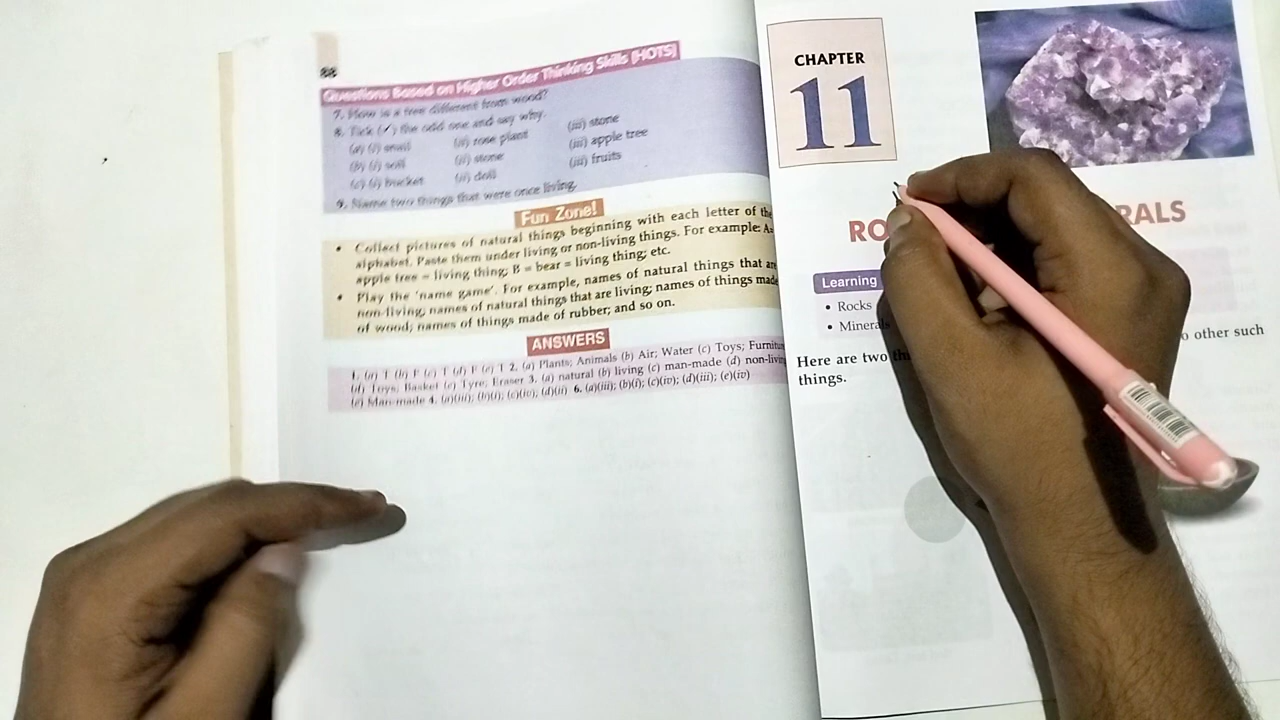 88
Questions Based on Higher Order Thinking Skills (HOTS)
7. How is a tree different from wood?
8. Tick (✓) the odd one and say why.
(a) (i) snail (ii) rose plant (iii) stone
(b) (i) soil (ii) stone (iii) apple tree
(c) (i) bucket (ii) doll (iii) fruits
9. Name two things that were once living.
Fun Zone!
• Collect pictures of natural things beginning with each letter of the
alphabet. Paste them under living or non-living things. For example: A=
apple tree = living thing; B = bear = living thing; etc.
• Play the 'name game'. For example, names of natural things that are
non-living; names of natural things that are living; names of things made
of wood; names of things made of rubber; and so on.
ANSWERS
1. (a) T (b) F (c) T (d) F (e) T 2. (a) Plants; Animals (b) Air; Water (c) Toys;
(d) Toys, Basket (e) Tyre; Eraser 3. (a) natural (b) living (c) man-made (d)
(e) Man-made 4. (a)(iii); (b)(i); (c)(iv); (d)(ii) 6. (a)(iii); (b)(i); (c)(iv); (d)(iii); (e)(iv)
CHAPTER
11
RO RALS
Learning
• Rocks
• Minerals
Here are two o other such
things.